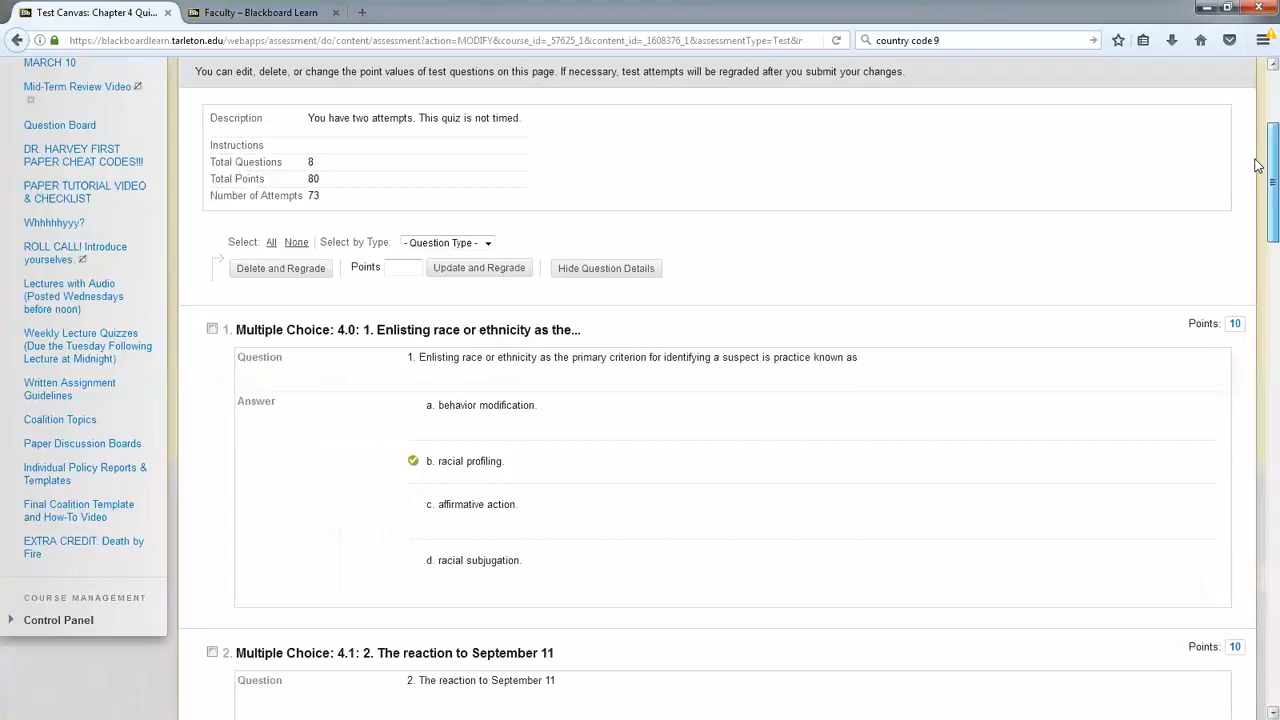 Test Canvas: Chapter 4 Qui...
Faculty – Blackboard Learn
https://blackboardlearn.tarleton.edu/webapps/assessment/do/content/assessment?action=MODIFY&course_id=_57625_1&content_id=_1608376_1&assessmentType=Test&r
country code 9
MARCH 10
Mid-Term Review Video
Question Board
DR. HARVEY FIRST
PAPER CHEAT CODES!!!
PAPER TUTORIAL VIDEO
& CHECKLIST
Whhhhhyyy?
ROLL CALL! Introduce
yourselves.
Lectures with Audio
(Posted Wednesdays
before noon)
Weekly Lecture Quizzes
(Due the Tuesday Following
Lecture at Midnight)
Written Assignment
Guidelines
Coalition Topics.
Paper Discussion Boards
Individual Policy Reports &
Templates
Final Coalition Template
and How-To Video
EXTRA CREDIT: Death by
Fire
COURSE MANAGEMENT
Control Panel
You can edit, delete, or change the point values of test questions on this page. If necessary, test attempts will be regraded after you submit your changes.
Description You have two attempts. This quiz is not timed.
Instructions
Total Questions 8
Total Points 80
Number of Attempts 73
Select: All None Select by Type: - Question Type -
Delete and Regrade Points Update and Regrade Hide Question Details
1. Multiple Choice: 4.0: 1. Enlisting race or ethnicity as the... Points: 10
Question 1. Enlisting race or ethnicity as the primary criterion for identifying a suspect is practice known as
Answer a. behavior modification.
b. racial profiling.
c. affirmative action.
d. racial subjugation.
2. Multiple Choice: 4.1: 2. The reaction to September 11 Points: 10
Question 2. The reaction to September 11